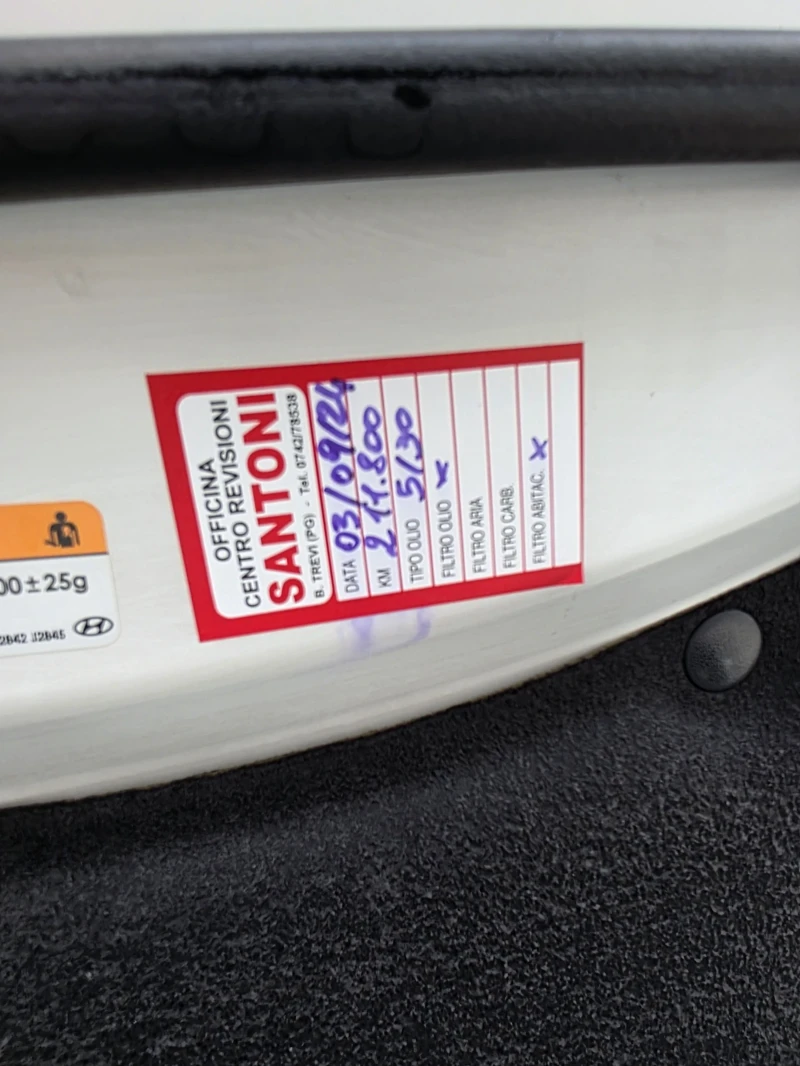 OFFICINA
CENTRO REVISIONI
SANTONI
B. TREVI (PG) - Tel. 0742/78538
DATA 03/09/24
KM 211.800
TIPO OLIO 5/30
FILTRO OLIO x
FILTRO ARIA
FILTRO CARB.
FILTRO ABITAC. x
00±25g